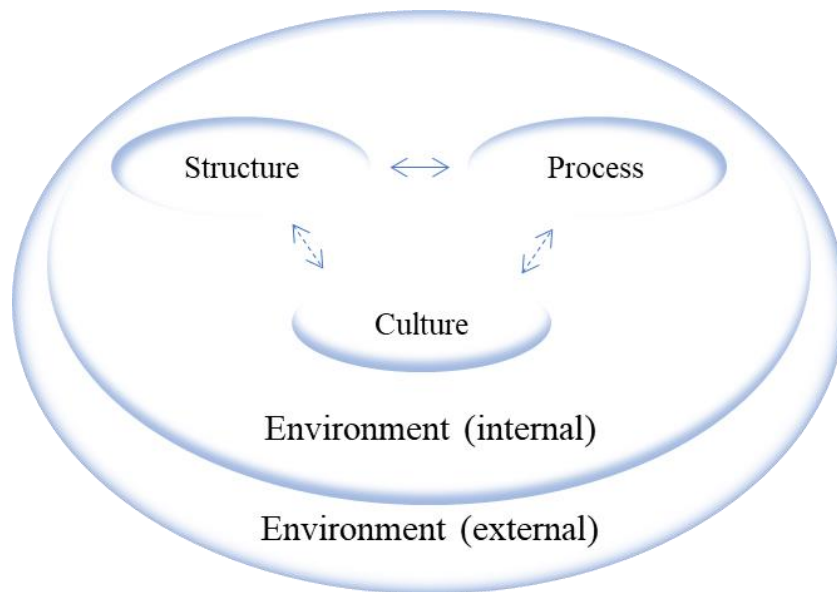 Structure
Process
Culture
Environment (internal)
Environment (external)